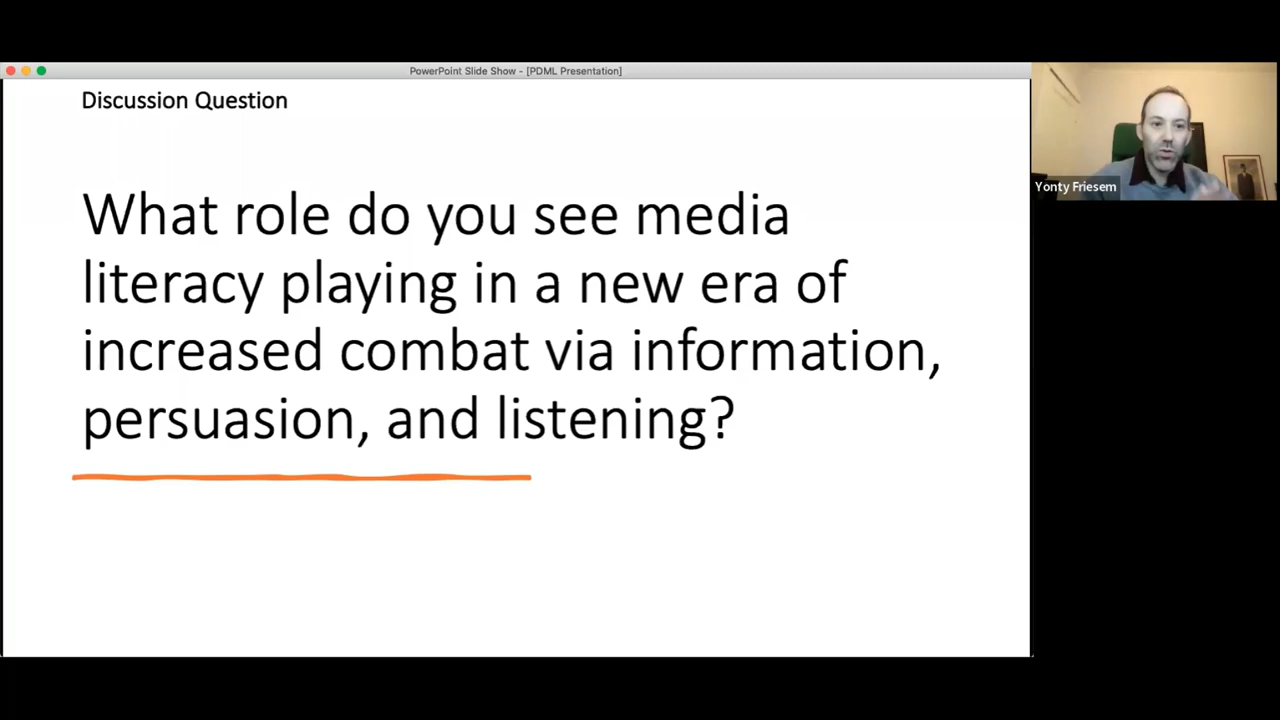 PowerPoint Slide Show - [PDML Presentation]
Discussion Question
What role do you see media
literacy playing in a new era of
increased combat via information,
persuasion, and listening?
Yonty Friesem